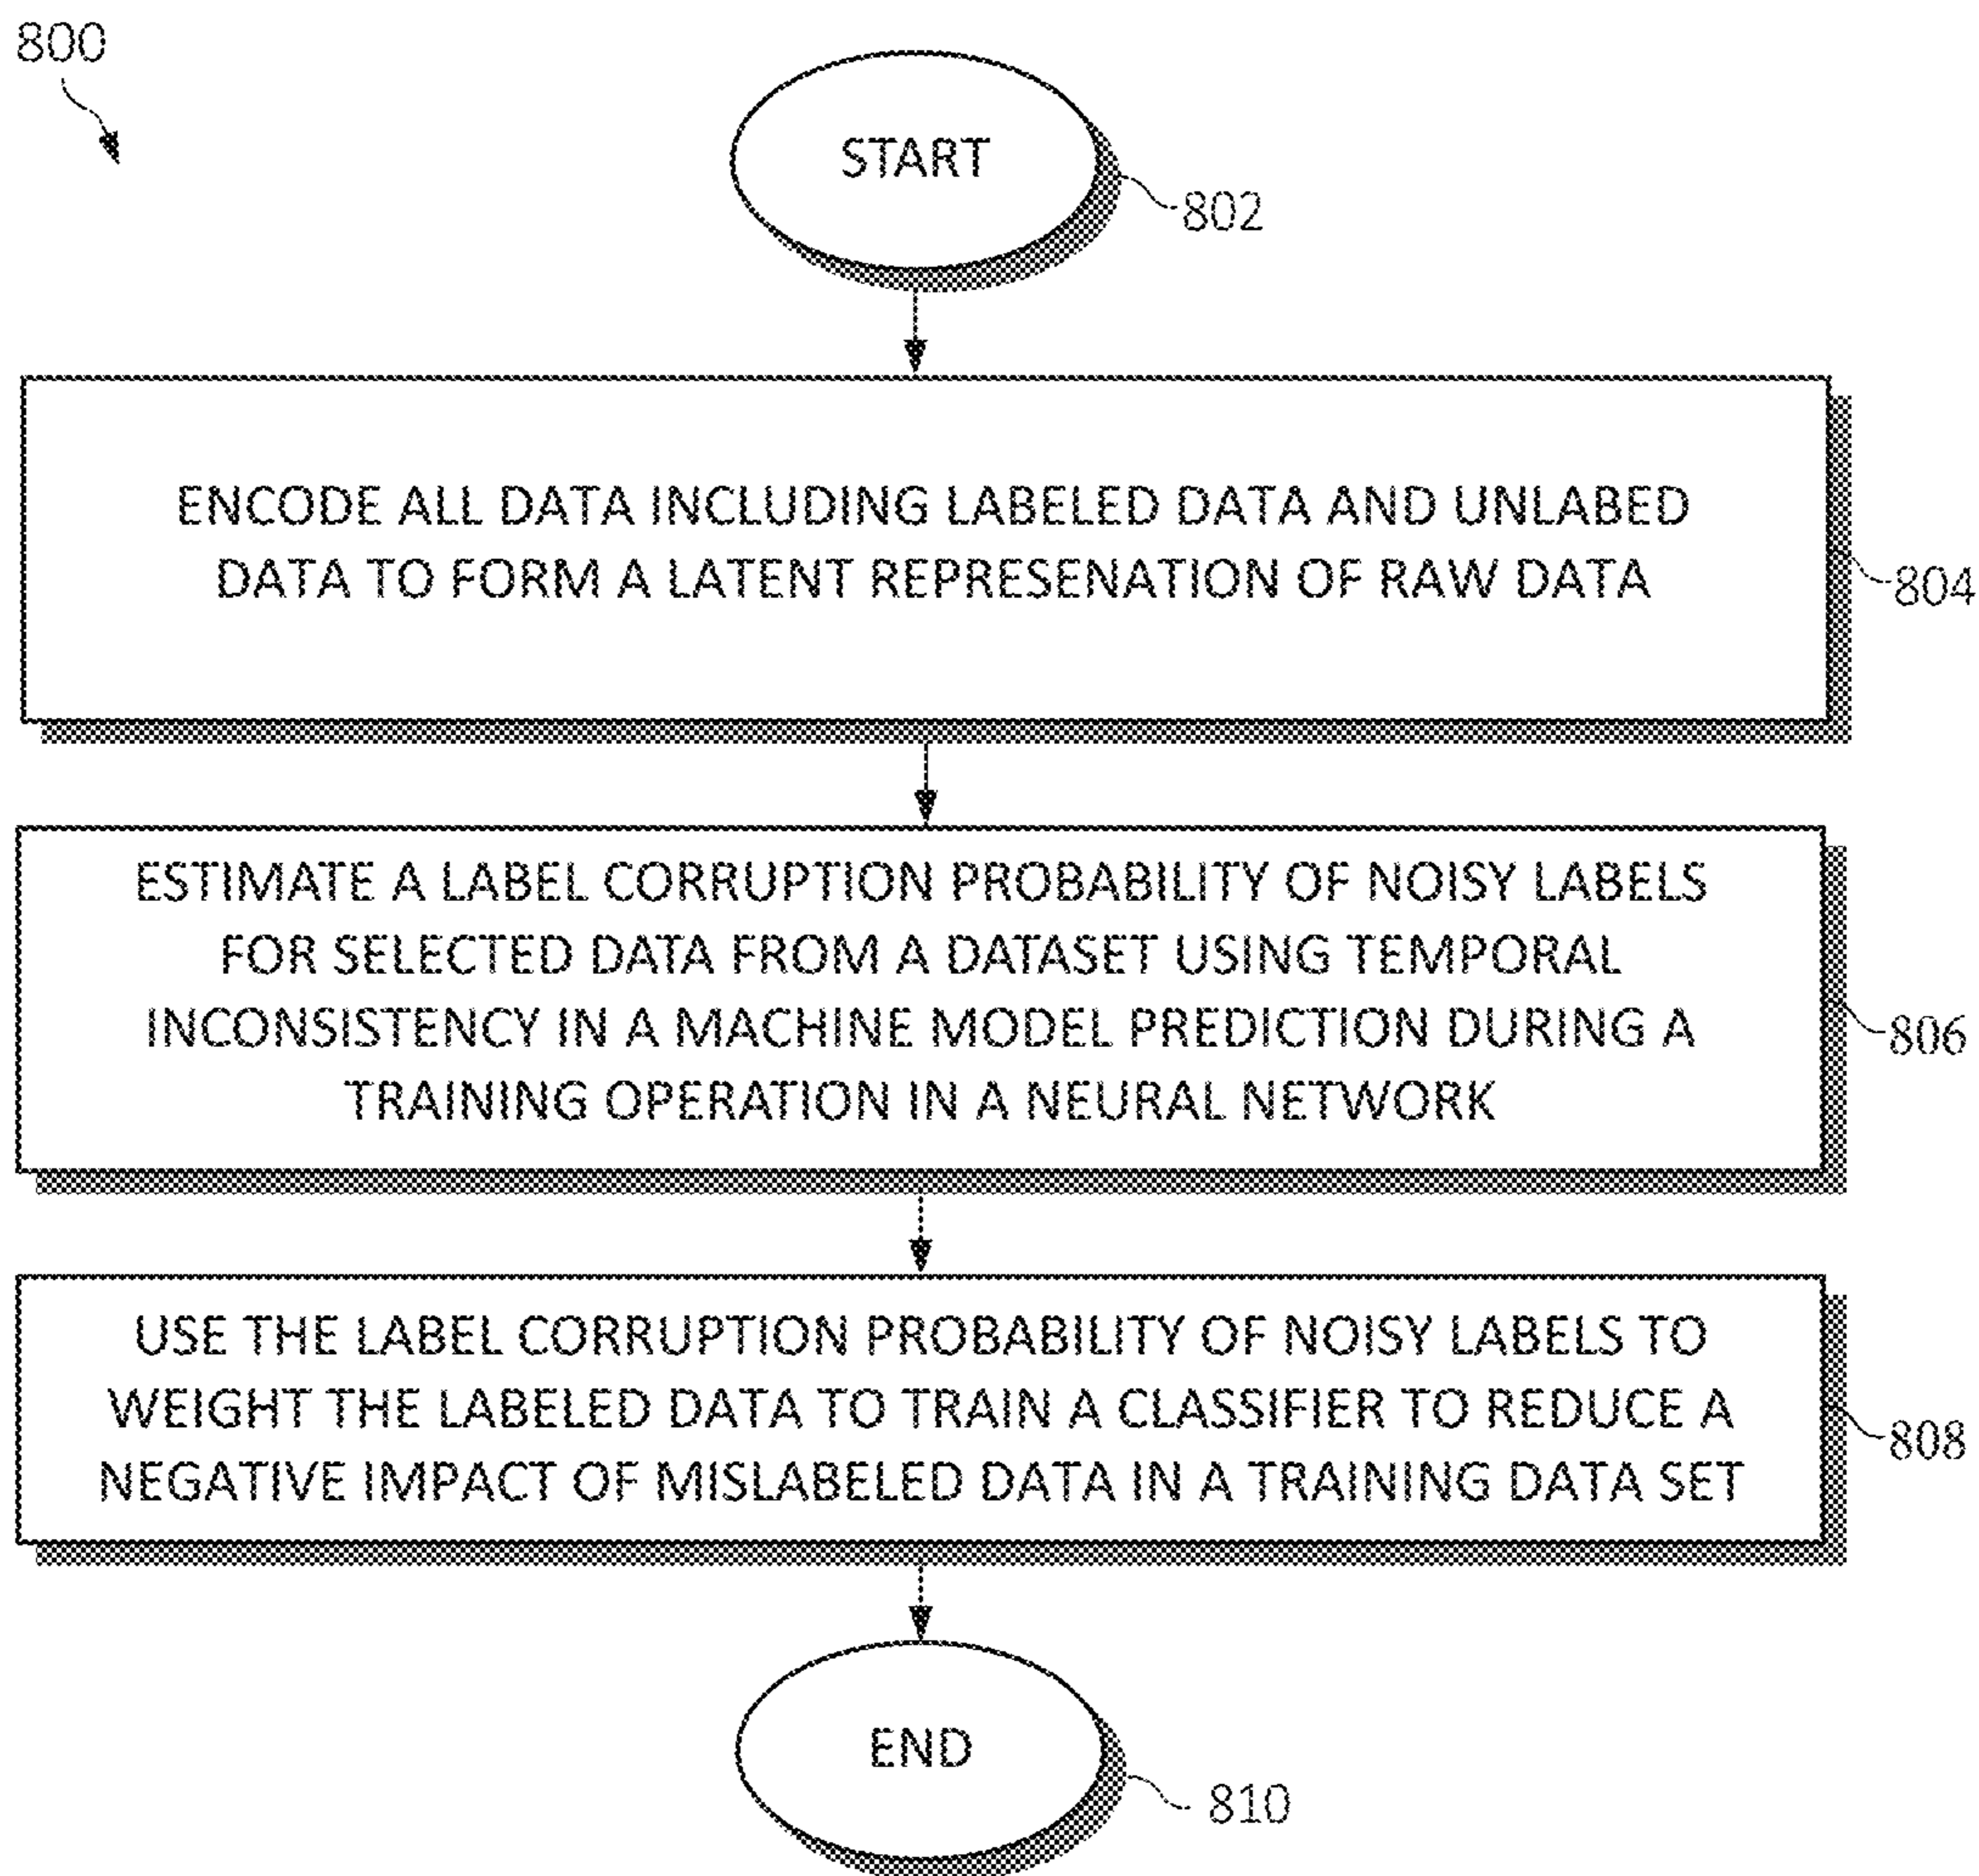 800
START
802
ENCODE ALL DATA INCLUDING LABELED DATA AND UNLABED
DATA TO FORM A LATENT REPRESENATION OF RAW DATA
804
ESTIMATE A LABEL CORRUPTION PROBABILITY OF NOISY LABELS
FOR SELECTED DATA FROM A DATASET USING TEMPORAL
INCONSISTENCY IN A MACHINE MODEL PREDICTION DURING A
TRAINING OPERATION IN A NEURAL NETWORK
806
USE THE LABEL CORRUPTION PROBABILITY OF NOISY LABELS TO
WEIGHT THE LABELED DATA TO TRAIN A CLASSIFIER TO REDUCE A
NEGATIVE IMPACT OF MISLABELED DATA IN A TRAINING DATA SET
808
END
810